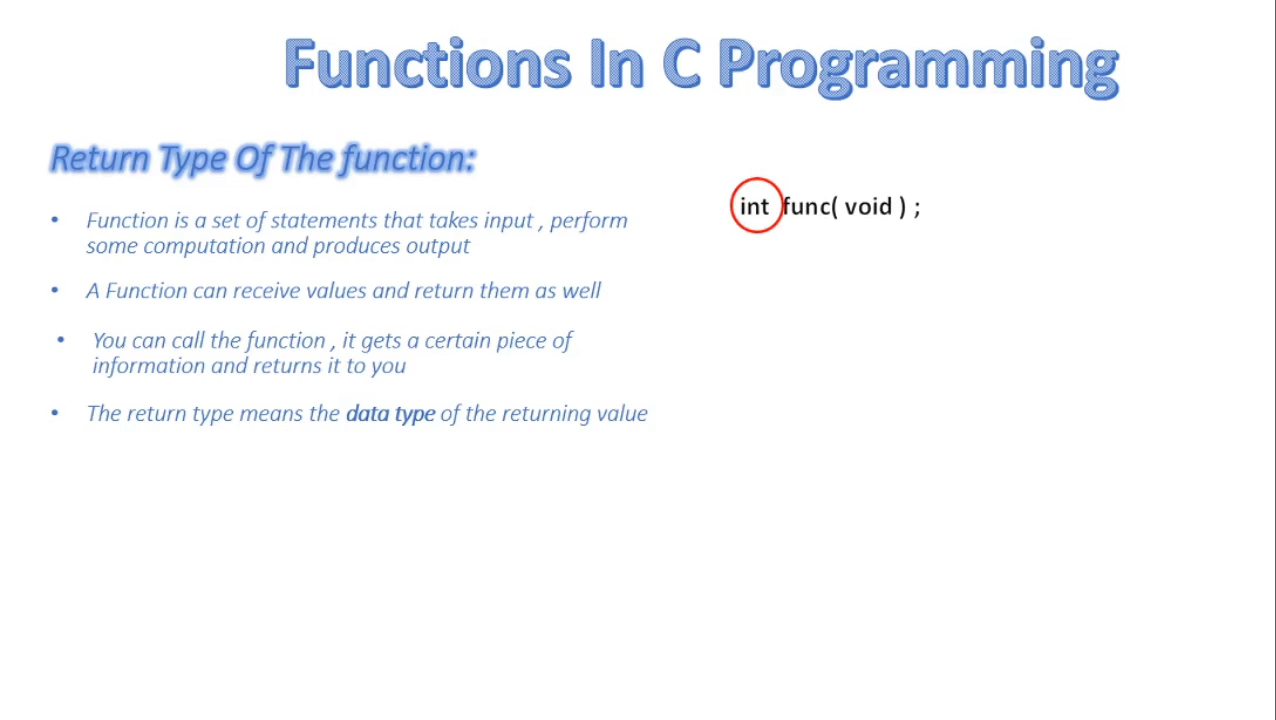 Functions In C Programming
Return Type Of The function:
• Function is a set of statements that takes input , perform
some computation and produces output
• A Function can receive values and return them as well
• You can call the function , it gets a certain piece of
information and returns it to you
• The return type means the data type of the returning value
int func( void ) ;